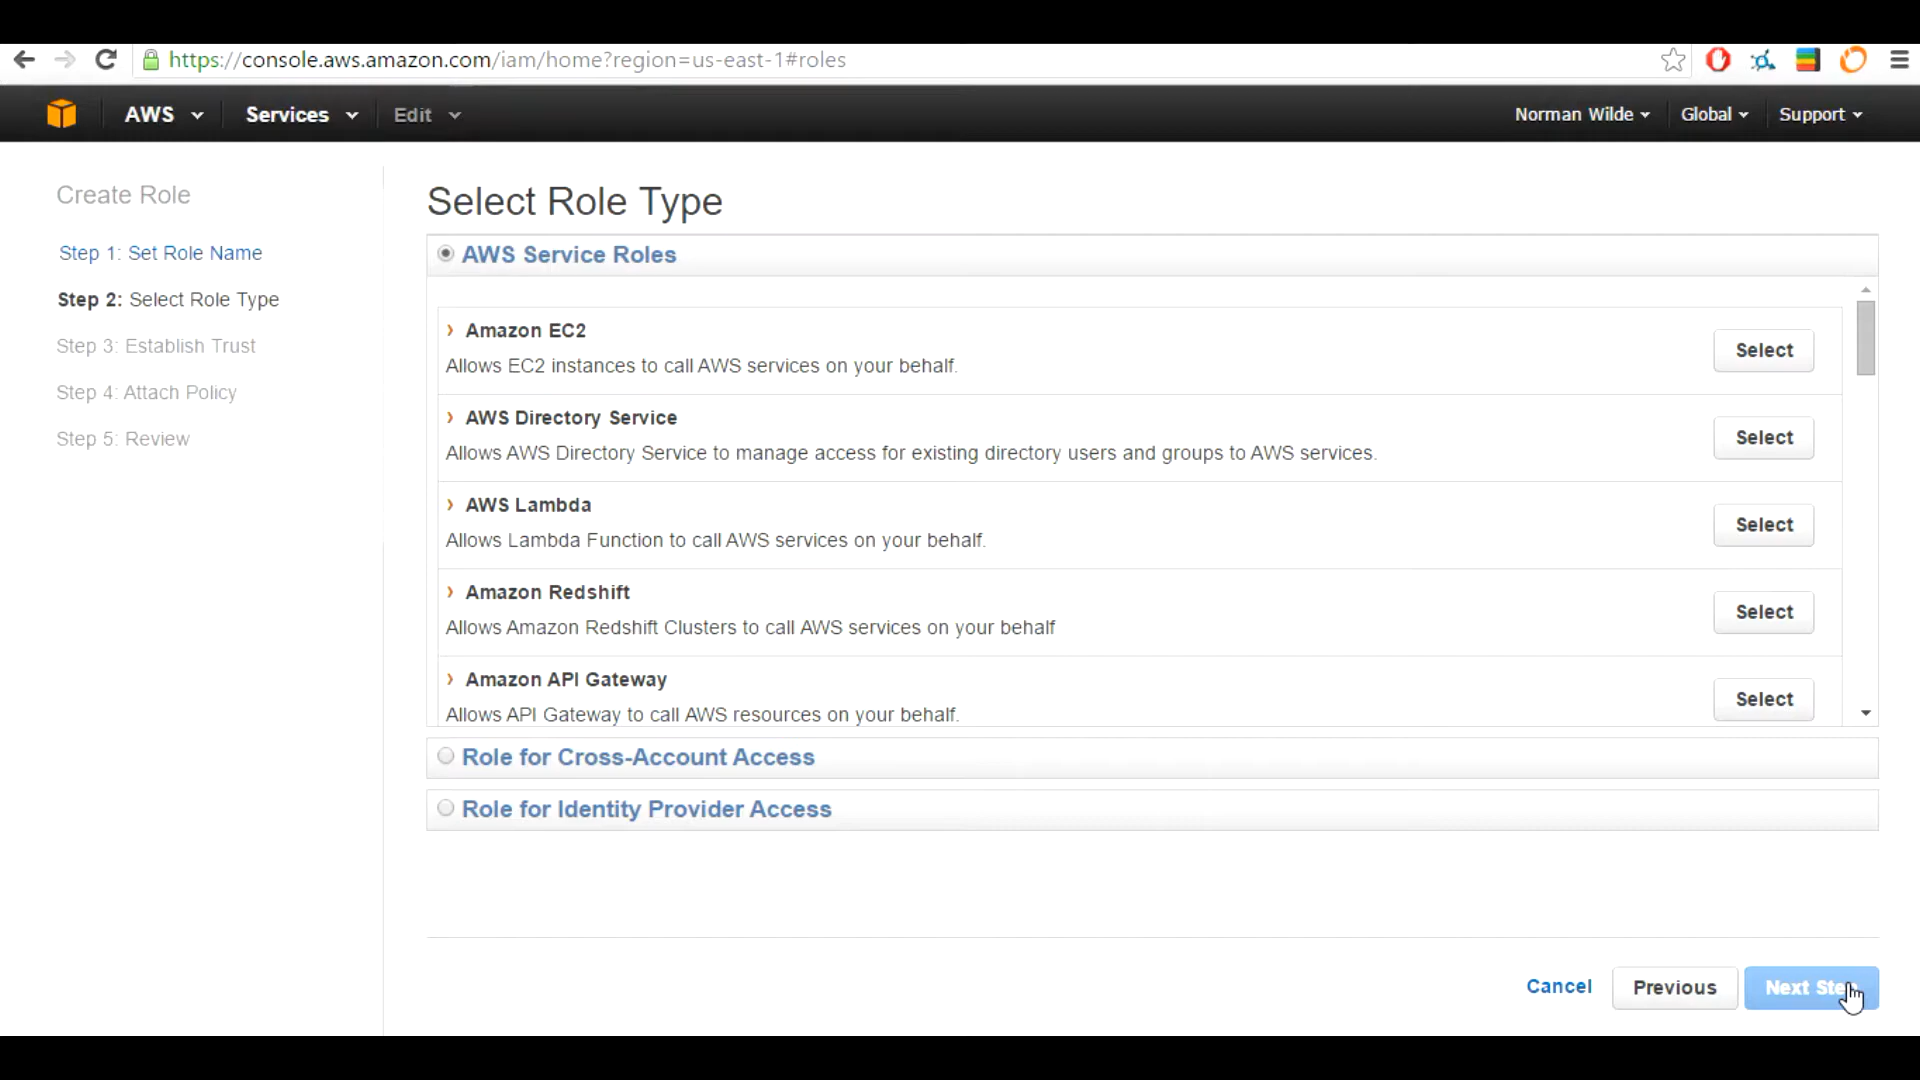 https://console.aws.amazon.com/iam/home?region=us-east-1#roles
AWS Services Edit Norman Wilde Global Support
Create Role
Step 1: Set Role Name
Step 2: Select Role Type
Step 3: Establish Trust
Step 4: Attach Policy
Step 5: Review
Select Role Type
AWS Service Roles
Amazon EC2
Allows EC2 instances to call AWS services on your behalf.
Select
AWS Directory Service
Allows AWS Directory Service to manage access for existing directory users and groups to AWS services.
Select
AWS Lambda
Allows Lambda Function to call AWS services on your behalf.
Select
Amazon Redshift
Allows Amazon Redshift Clusters to call AWS services on your behalf
Select
Amazon API Gateway
Allows API Gateway to call AWS resources on your behalf.
Select
Role for Cross-Account Access
Role for Identity Provider Access
Cancel Previous Next Step